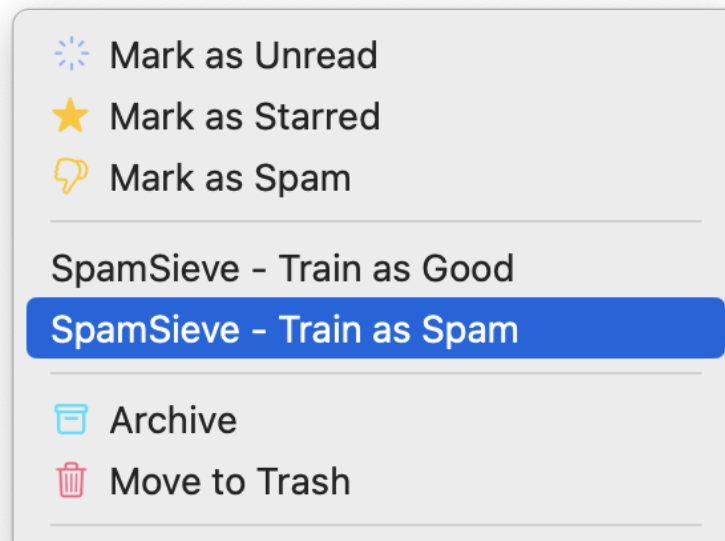 Mark as Unread
Mark as Starred
Mark as Spam
SpamSieve - Train as Good
SpamSieve - Train as Spam
Archive
Move to Trash